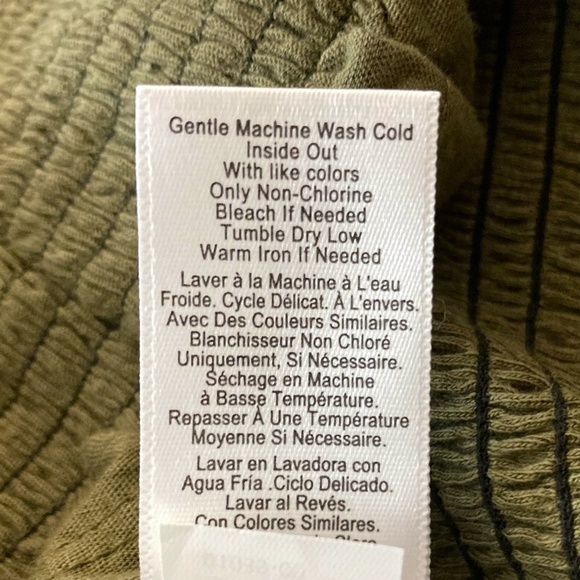 Gentle Machine Wash Cold
Inside Out
With like colors
Only Non-Chlorine
Bleach If Needed
Tumble Dry Low
Warm Iron If Needed
Laver à la Machine à L'eau
Froide. Cycle Délicat. À L'envers.
Avec Des Couleurs Similaires.
Blanchisseur Non Chloré
Uniquement, Si Nécessaire.
Séchage en Machine
à Basse Température.
Repasser À Une Température
Moyenne Si Nécessaire.
Lavar en Lavadora con
Agua Fría .Ciclo Delicado.
Lavar al Revés.
Con Colores Similares.